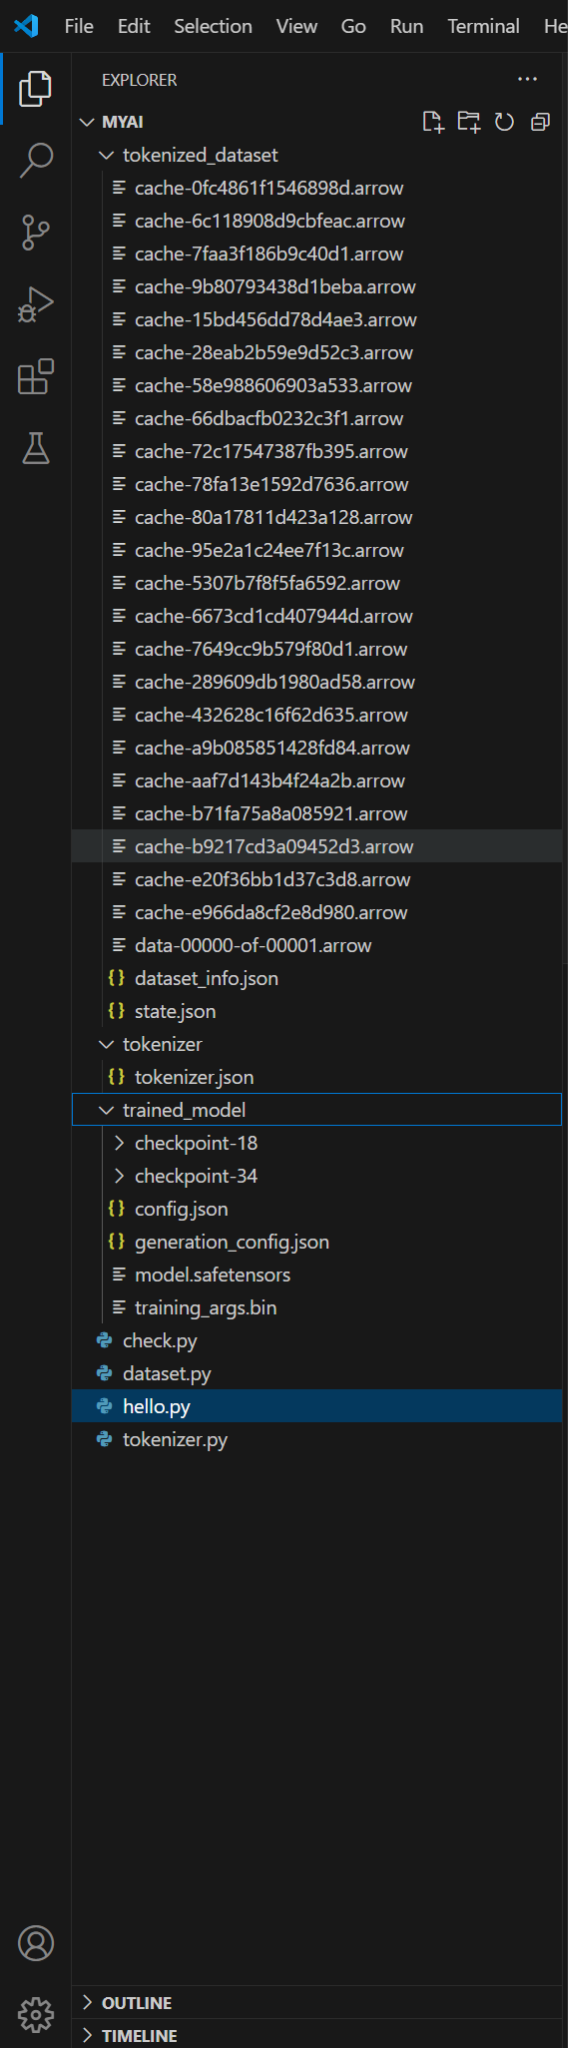 File Edit Selection View Go Run Terminal He
EXPLORER
MYAI
tokenized_dataset
cache-0fc4861f1546898d.arrow
cache-6c118908d9cbfeac.arrow
cache-7faa3f186b9c40d1.arrow
cache-9b80793438d1beba.arrow
cache-15bd456dd78d4ae3.arrow
cache-28eab2b59e9d52c3.arrow
cache-58e988606903a533.arrow
cache-66dbacfb0232c3f1.arrow
cache-72c17547387fb395.arrow
cache-78fa13e1592d7636.arrow
cache-80a17811d423a128.arrow
cache-95e2a1c24ee7f13c.arrow
cache-5307b7f8f5fa6592.arrow
cache-6673cd1cd407944d.arrow
cache-7649cc9b579f80d1.arrow
cache-289609db1980ad58.arrow
cache-432628c16f62d635.arrow
cache-a9b085851428fd84.arrow
cache-aaf7d143b4f24a2b.arrow
cache-b71fa75a8a085921.arrow
cache-b9217cd3a09452d3.arrow
cache-e20f36bb1d37c3d8.arrow
cache-e966da8cf2e8d980.arrow
data-00000-of-00001.arrow
dataset_info.json
state.json
tokenizer
tokenizer.json
trained_model
checkpoint-18
checkpoint-34
config.json
generation_config.json
model.safetensors
training_args.bin
check.py
dataset.py
hello.py
tokenizer.py
OUTLINE
TIMELINE